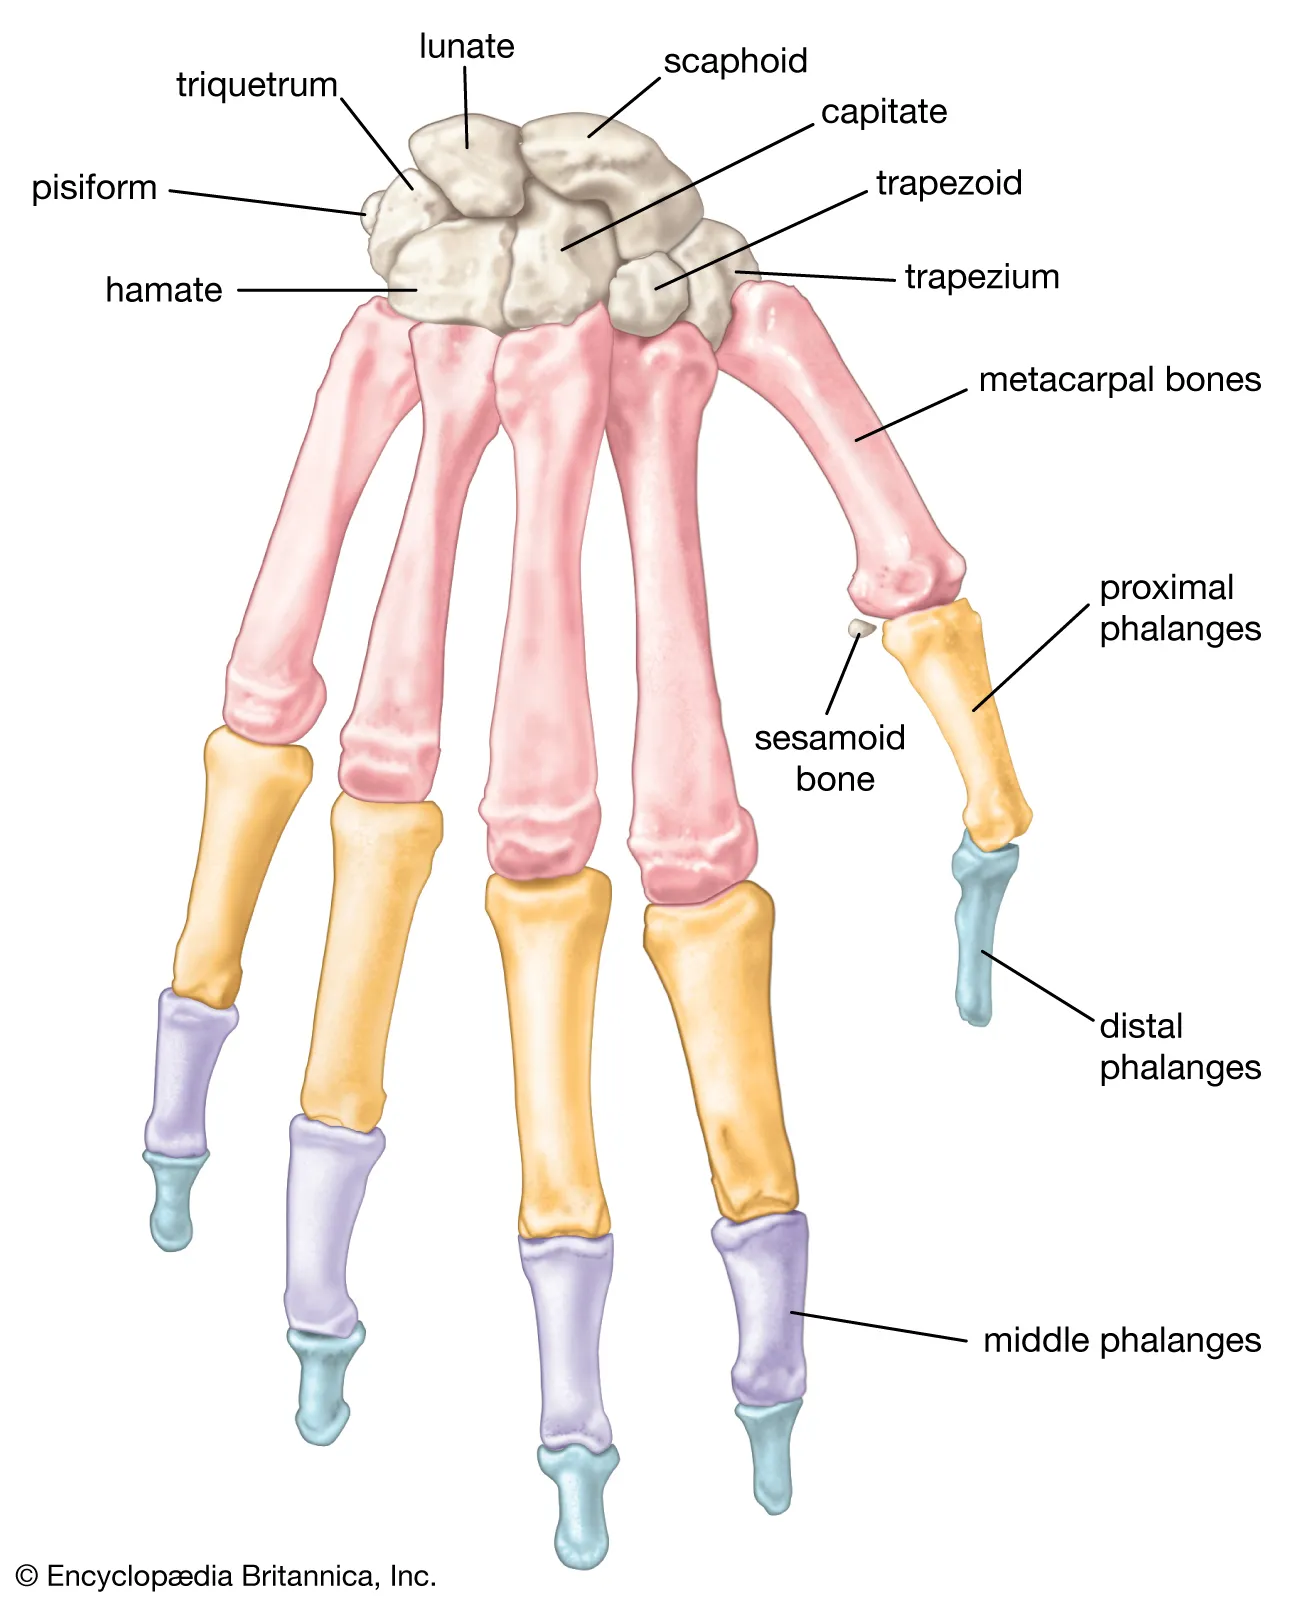 lunate
scaphoid
triquetrum
capitate
trapezoid
pisiform
trapezium
hamate
metacarpal bones
proximal
phalanges
sesamoid
bone
distal
phalanges
middle phalanges
© Encyclopædia Britannica, Inc.